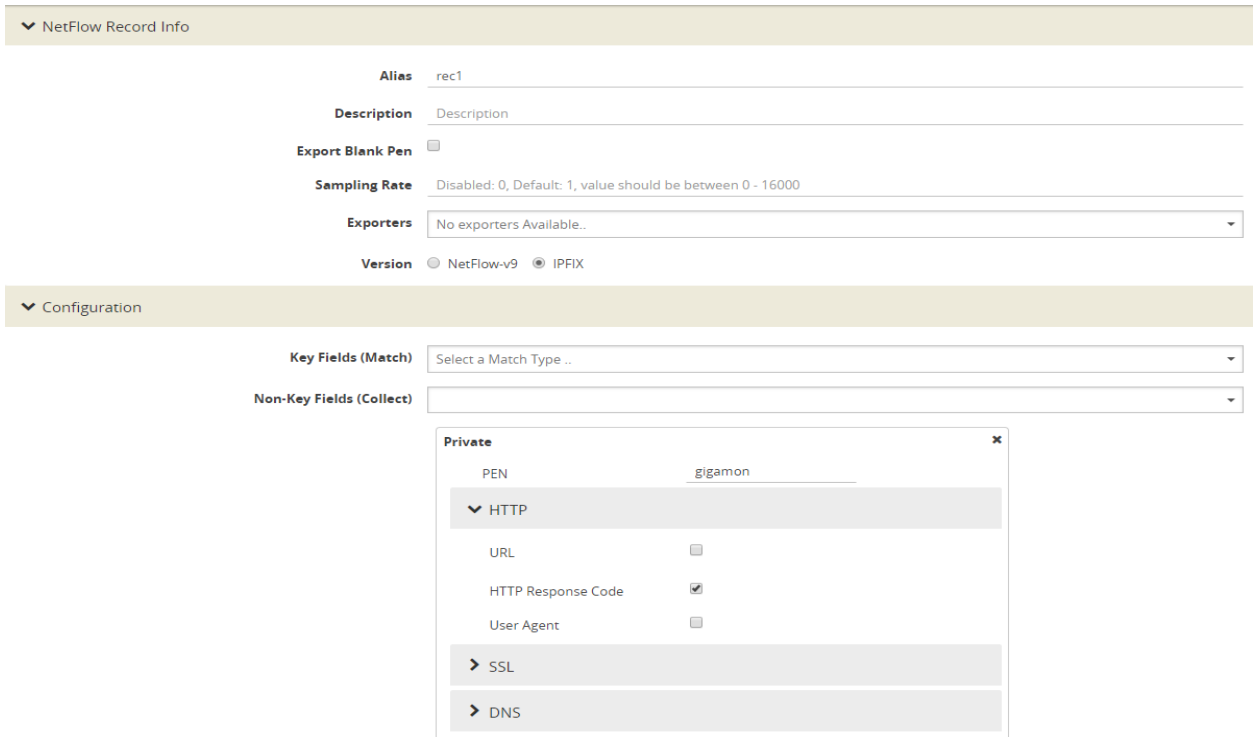 NetFlow Record Info
Alias rec1
Description Description
Export Blank Pen
Sampling Rate Disabled: 0, Default: 1, value should be between 0 - 16000
Exporters No exporters Available..
Version NetFlow-v9 IPFIX
Configuration
Key Fields (Match) Select a Match Type ..
Non-Key Fields (Collect)
Private
PEN gigamon
HTTP
URL
HTTP Response Code
User Agent
SSL
DNS